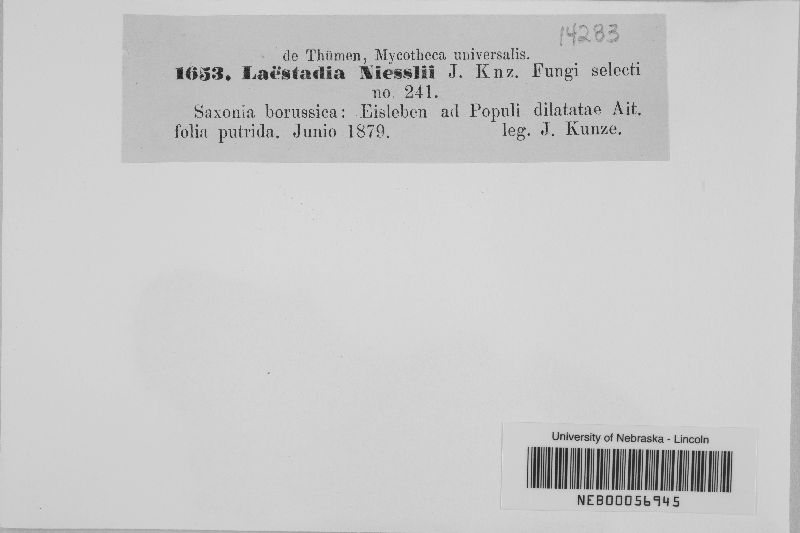 14283
de Thümen, Mycotheca universalis.
1653. Laëstadia Niesslii J. Knz. Fungi selecti
no. 241.
Saxonia borussica: Eisleben ad Populi dilatatae Ait.
folia putrida. Junio 1879. leg. J. Kunze.
University of Nebraska - Lincoln
NEB00056945